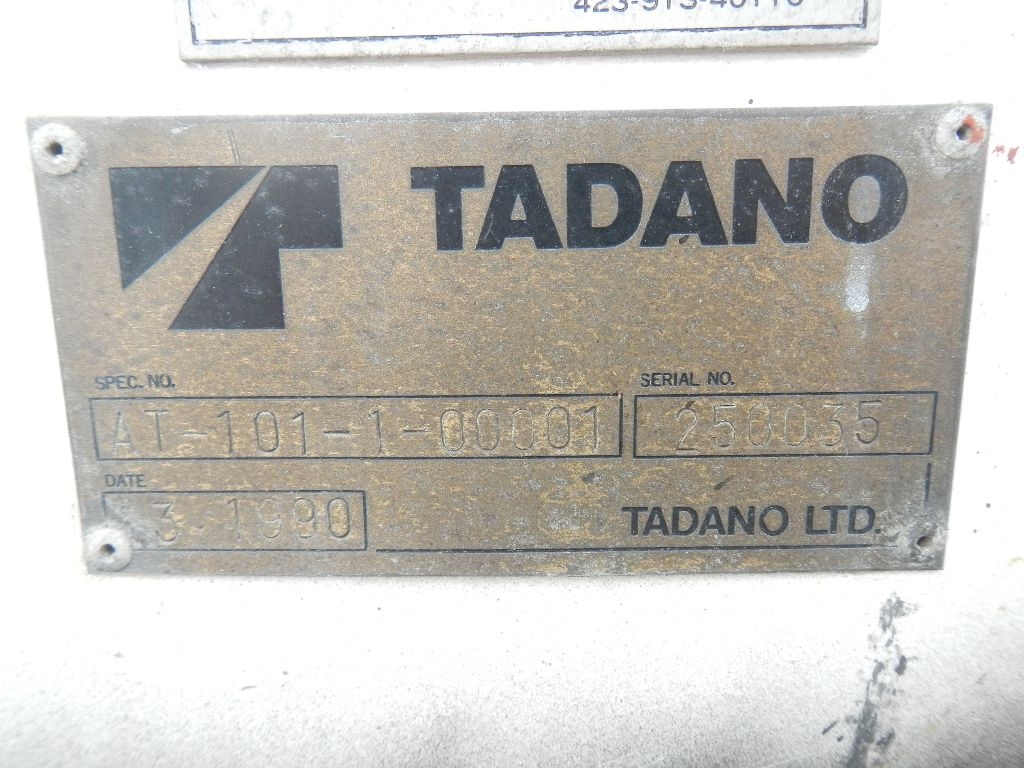 TADANO
SPEC. NO. SERIAL NO.
AT-101-1-00001 250035
DATE
3.1990
TADANO LTD.